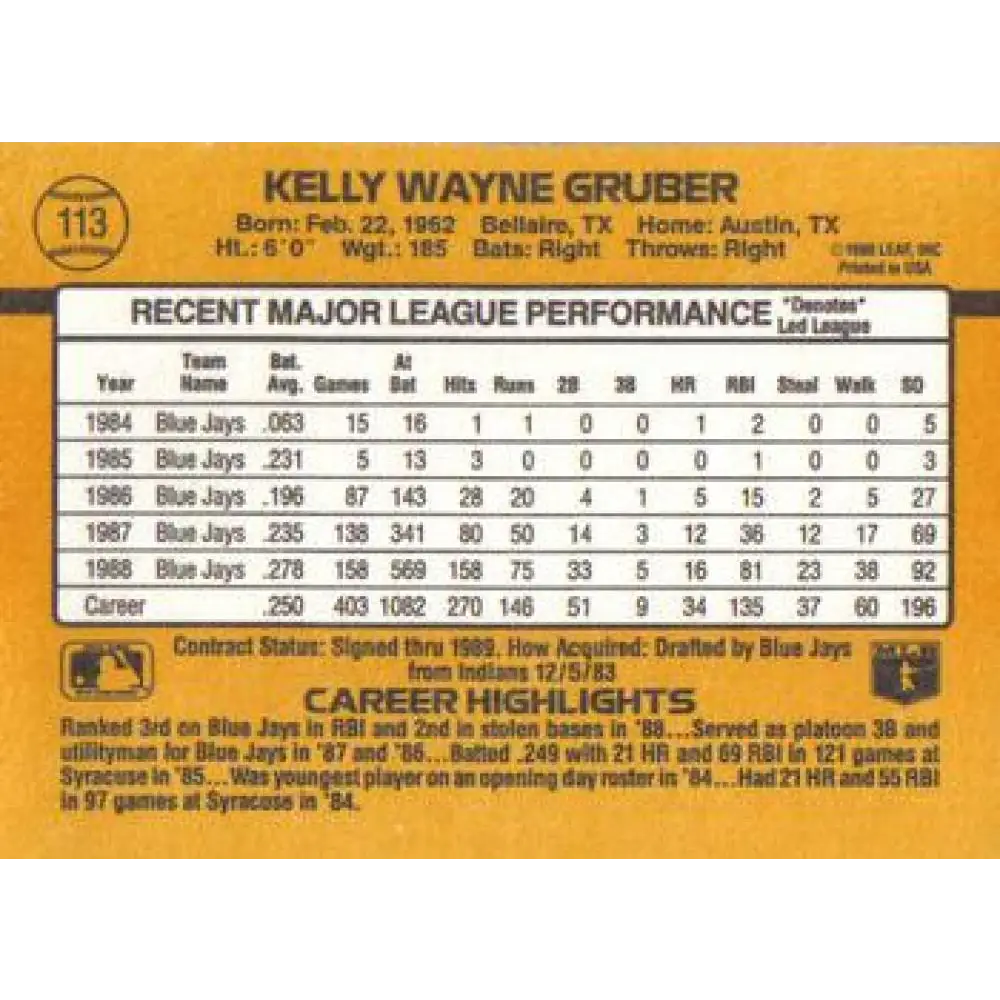 113
KELLY WAYNE GRUBER
Born: Feb. 22, 1962 Bellaire, TX Home: Austin, TX
Ht.: 6'0" Wgt.: 185 Bats: Right Throws: Right
© 1988 LEAF, INC.
Printed in USA
RECENT MAJOR LEAGUE PERFORMANCE *Denotes* Led League
Year Team Name Bat. Avg. Games At Bat Hits Runs 2B 3B HR RBI Steal Walk SO
1984 Blue Jays .063 15 16 1 1 0 0 1 2 0 0 5
1985 Blue Jays .231 5 13 3 0 0 0 0 1 0 0 3
1986 Blue Jays .196 87 143 28 20 4 1 5 15 2 5 27
1987 Blue Jays .235 138 341 80 50 14 3 12 36 12 17 69
1988 Blue Jays .278 158 569 158 75 33 5 16 81 23 38 92
Career .250 403 1082 270 146 51 9 34 135 37 60 196
Contract Status: Signed thru 1989. How Acquired: Drafted by Blue Jays
from Indians 12/5/83
MLB
CAREER HIGHLIGHTS
Ranked 3rd on Blue Jays in RBI and 2nd in stolen bases in '88...Served as platoon 3B and
utilityman for Blue Jays in '87 and '86...Batted .249 with 21 HR and 69 RBI in 121 games at
Syracuse in '85...Was youngest player on an opening day roster in '84...Had 21 HR and 55 RBI
in 97 games at Syracuse in '84.